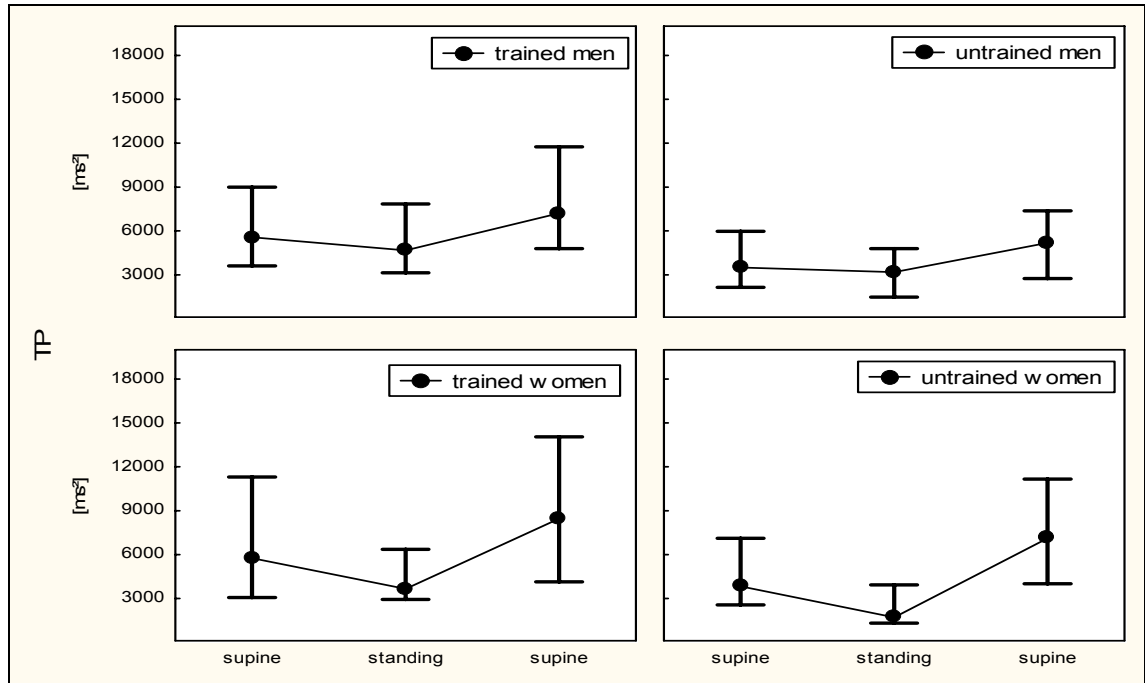 trained men
untrained men
18000
15000
12000
9000
6000
3000
[ms²]
TP
trained w omen
untrained w omen
18000
15000
12000
9000
6000
3000
[ms²]
supine standing supine
supine standing supine